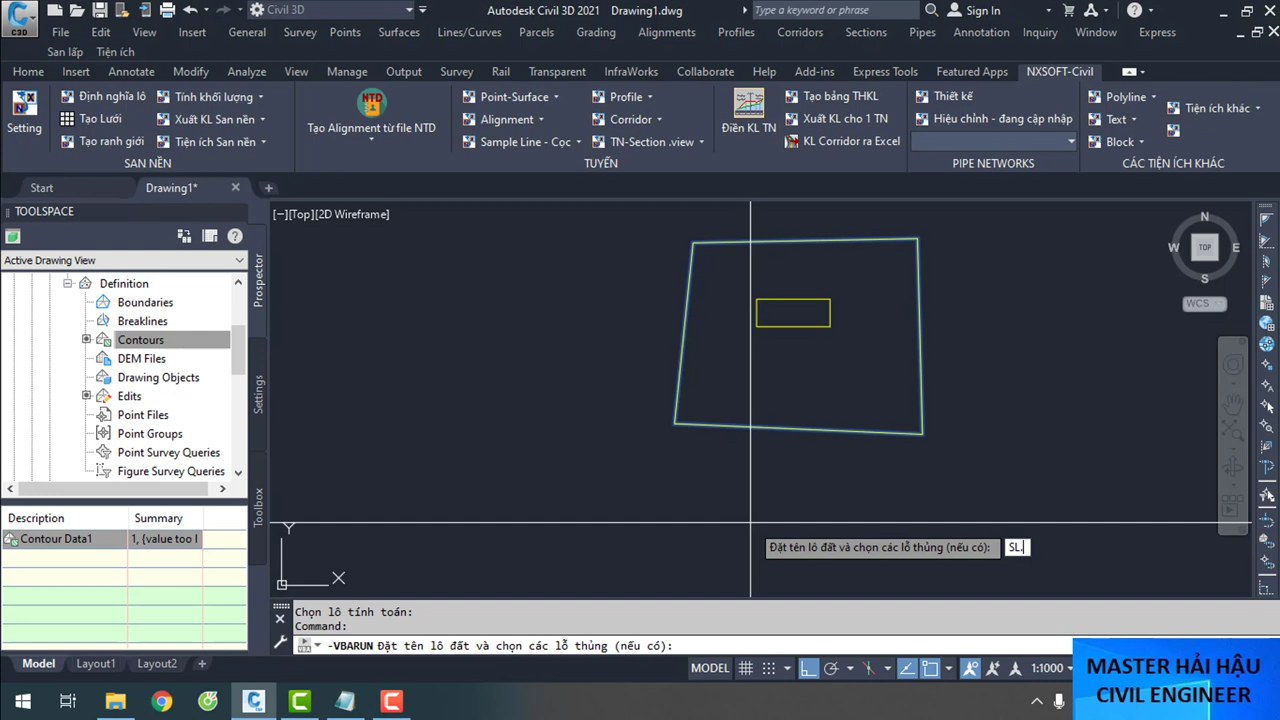 C3D
Civil 3D
Autodesk Civil 3D 2021 Drawing1.dwg
Type a keyword or phrase
Sign In
File Edit View Insert General Survey Points Surfaces Lines/Curves Parcels Grading Alignments Profiles Corridors Sections Pipes Annotation Inquiry Window Express
San lấp Tiện ích
Home Insert Annotate Modify Analyze View Manage Output Survey Rail Transparent InfraWorks Collaborate Help Add-ins Express Tools Featured Apps NXSOFT-Civil
Setting
Định nghĩa lô
Tạo Lưới
Tạo ranh giới
Tính khối lượng
Xuất KL San nền
Tiện ích San nền
SAN NỀN
NTD
Tạo Alignment từ file NTD
Point-Surface
Alignment
Sample Line - Cọc
Profile
Corridor
TN-Section .view
TUYẾN
Điền KL TN
Tạo bảng THKL
Xuất KL cho 1 TN
KL Corridor ra Excel
Thiết kế
Hiệu chỉnh - đang cập nhập
PIPE NETWORKS
Polyline
Text
Block
Tiện ích khác
CÁC TIỆN ÍCH KHÁC
Start Drawing1*
TOOLSPACE
Active Drawing View
Definition
Boundaries
Breaklines
Contours
DEM Files
Drawing Objects
Edits
Point Files
Point Groups
Point Survey Queries
Figure Survey Queries
Description Summary
Contour Data1 1, {value too l
Prospector
Settings
Toolbox
[−][Top][2D Wireframe]
N
W TOP E
S
WCS
Y
X
Đặt tên lô đất và chọn các lỗ thủng (nếu có): SL.
Chọn lô tính toán:
Command:
-VBARUN Đặt tên lô đất và chọn các lỗ thủng (nếu có):
Model Layout1 Layout2
MODEL
1:1000
MASTER HẢI HẬU
CIVIL ENGINEER